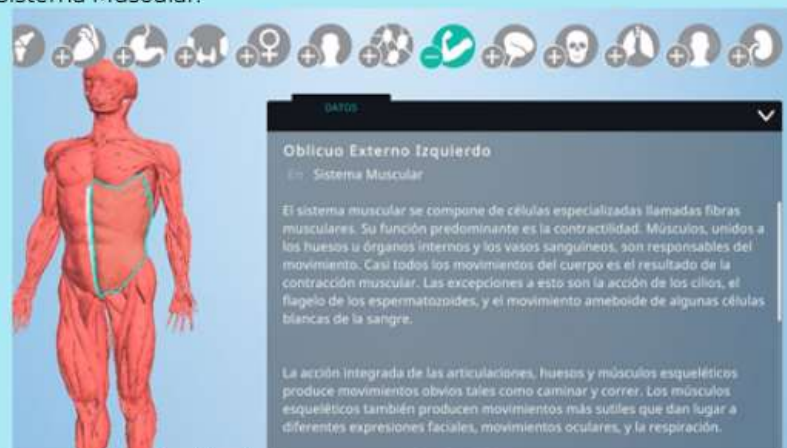 Sistema Muscular.
DATOS
Oblicuo Externo Izquierdo
En Sistema Muscular
El sistema muscular se compone de células especializadas llamadas fibras
musculares. Su función predominante es la contractilidad. Músculos, unidos a
los huesos u órganos internos y los vasos sanguíneos, son responsables del
movimiento. Casi todos los movimientos del cuerpo es el resultado de la
contracción muscular. Las excepciones a esto son la acción de los cilios, el
flagelo de los espermatozoides, y el movimiento ameboide de algunas células
blancas de la sangre.
La acción integrada de las articulaciones, huesos y músculos esqueléticos
produce movimientos obvios tales como caminar y correr. Los músculos
esqueléticos también producen movimientos más sutiles que dan lugar a
diferentes expresiones faciales, movimientos oculares, y la respiración.